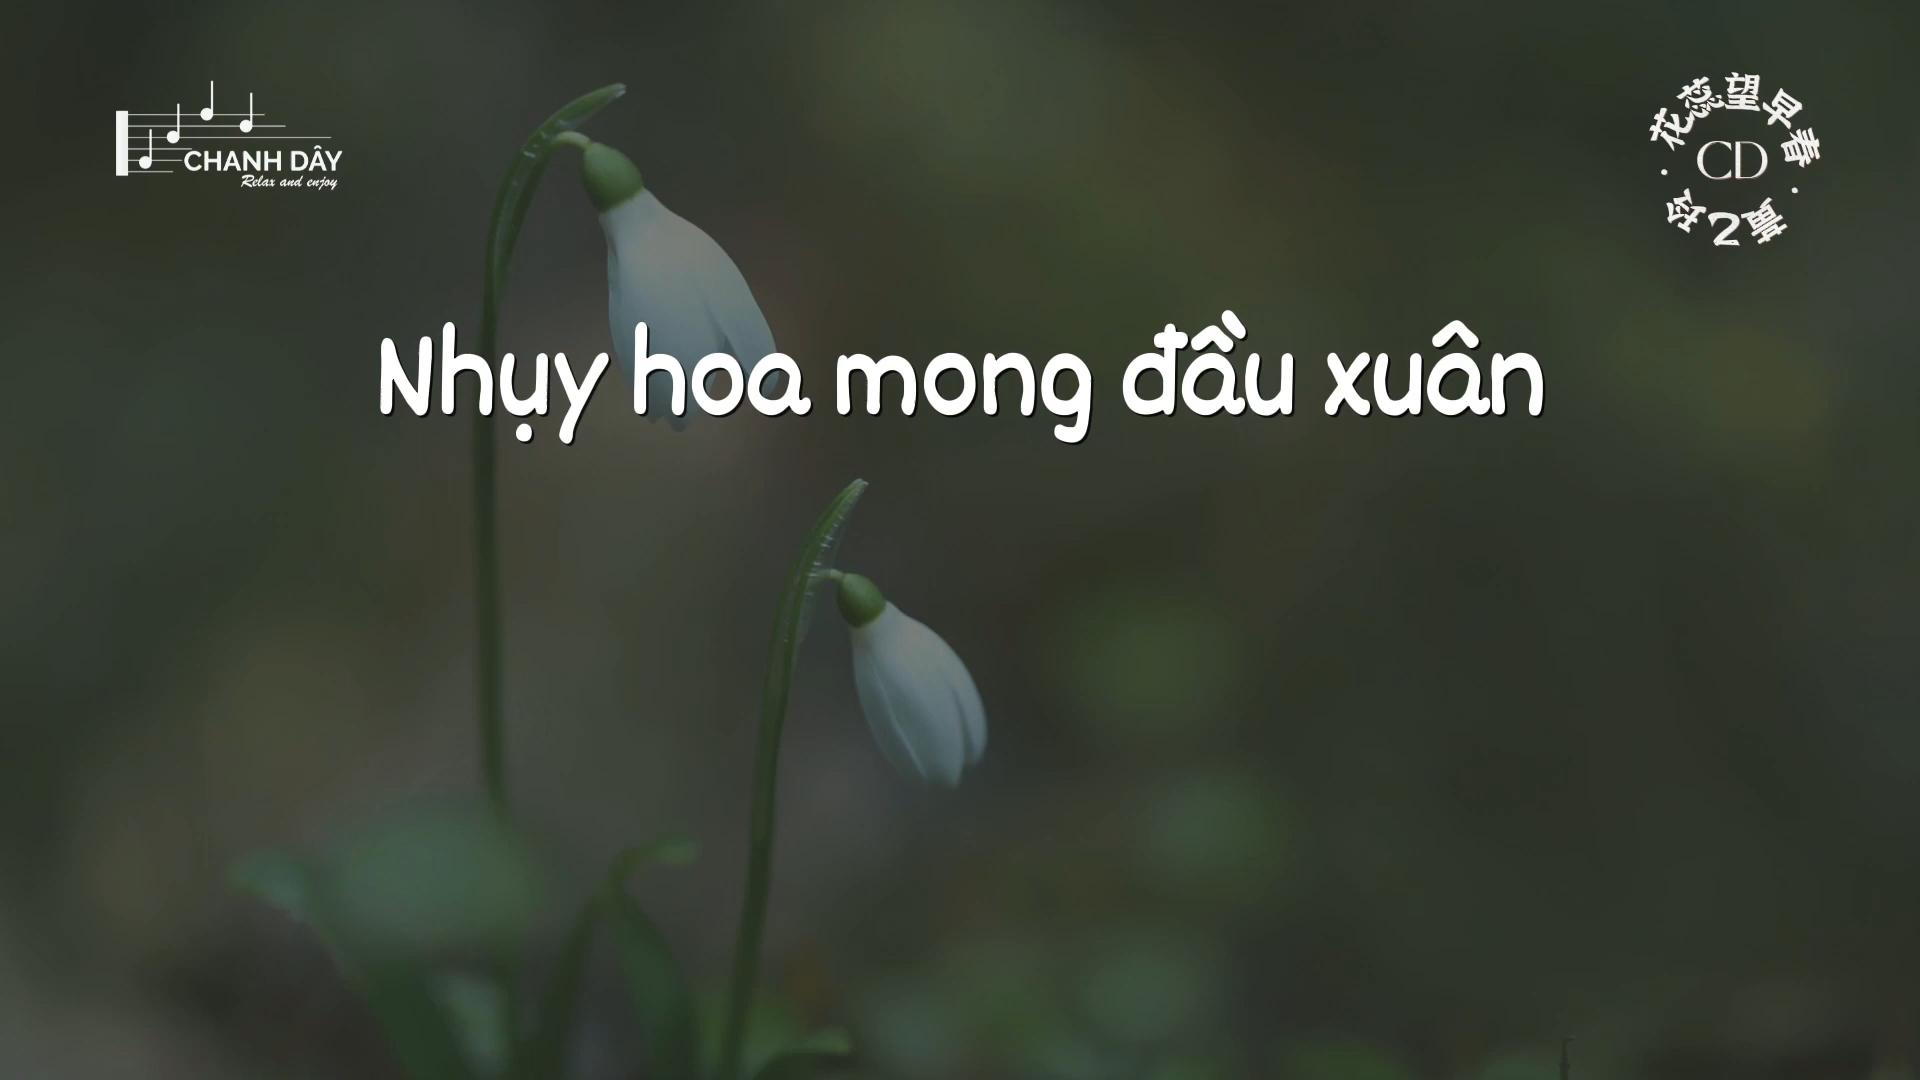 CHANH DÂY
Relax and enjoy
花蕊望早春
CD
Nhụy hoa mong đầu xuân